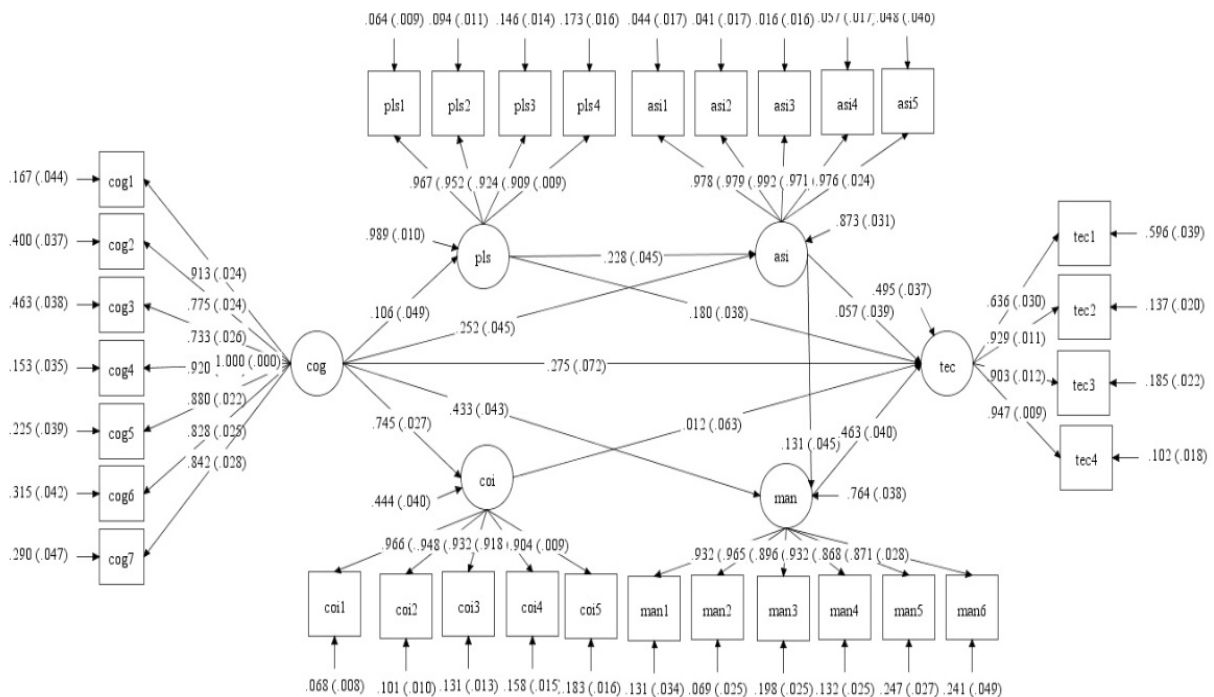 .064 (.009) .094 (.011) .146 (.014) .173 (.016) .044 (.017) .041 (.017) .016 (.016) .057 (.017) .048 (.046)
pls1 pls2 pls3 pls4 asi1 asi2 asi3 asi4 asi5
.967 (.952 (.924 (.909 (.009) .978 (.979 (.992 (.971( .976 (.024)
.167 (.044) cog1
.400 (.037) cog2
.463 (.038) cog3
.153 (.035) cog4
.225 (.039) cog5
.315 (.042) cog6
.290 (.047) cog7
.913 (.024)
.775 (.024)
.733 (.026)
.920 1.000 (.000)
.880 (.022)
.828 (.025)
.842 (.028)
cog
.989 (.010)
pls
.873 (.031)
asi
.228 (.045)
.106 (.049)
.252 (.045)
.180 (.038)
.495 (.037)
.057 (.039)
.275 (.072)
tec
.433 (.043)
.745 (.027)
.012 (.063)
.131 (.045)
.463 (.040)
.636 (.030)
.929 (.011)
.903 (.012)
.947 (.009)
tec1 .596 (.039)
tec2 .137 (.020)
tec3 .185 (.022)
tec4 .102 (.018)
coi
.444 (.040)
man
.764 (.038)
.966 (.948 (.932 (.918 (.904 (.009) .932 (.965 (.896 (.932 (.868 (.871 (.028)
coi1 coi2 coi3 coi4 coi5 man1 man2 man3 man4 man5 man6
.068 (.008) .101 (.010) .131 (.013) .158 (.015) .183 (.016) .131 (.034) .069 (.025) .198 (.025) .132 (.025) .247 (.027) .241 (.049)